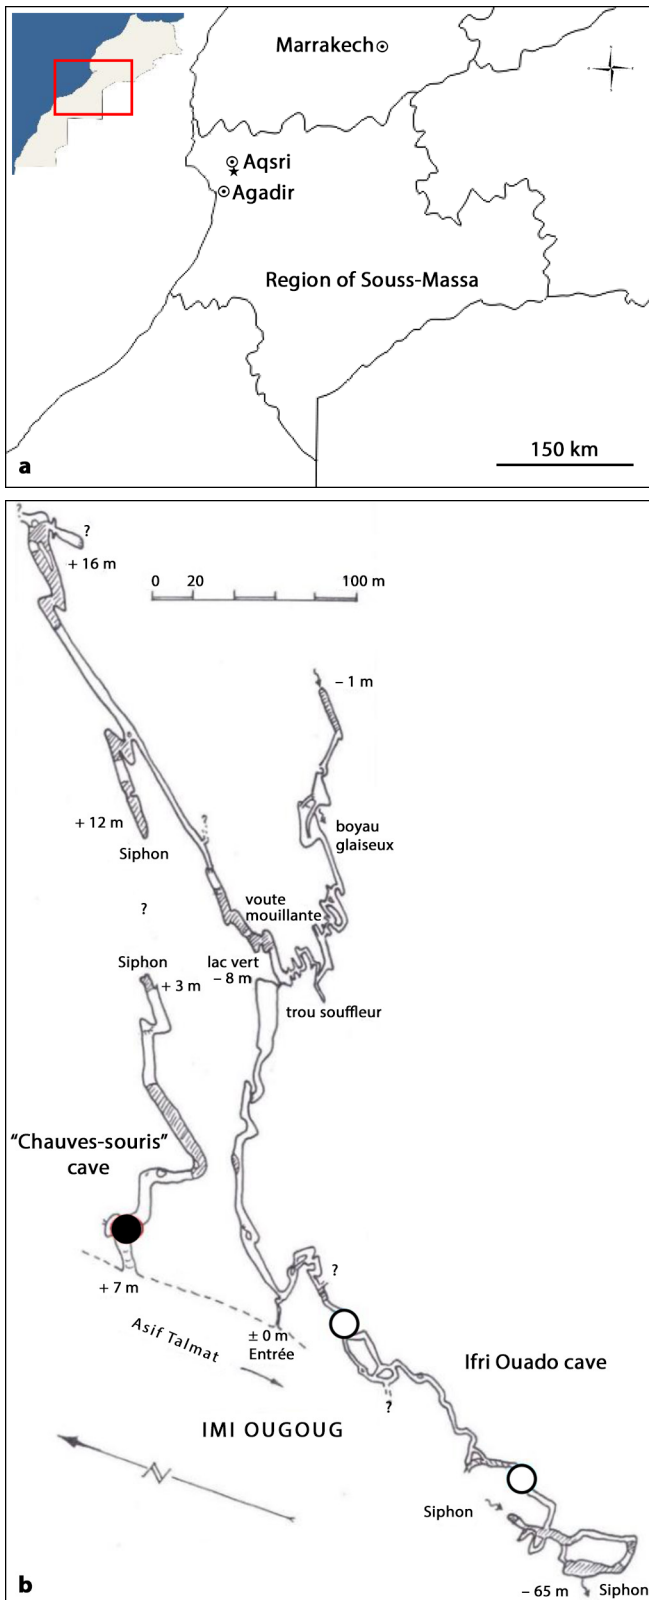 Marrakech
Aqsri
Agadir
Region of Souss-Massa
150 km
a
?
?
+ 16 m
0 20 100 m
– 1 m
+ 12 m
Siphon
boyau
glaiseux
?
?
voute
mouillante
lac vert
– 8 m
Siphon
+ 3 m
trou souffleur
"Chauves-souris"
cave
+ 7 m
?
± 0 m
Entrée
Asif Talmat
Ifri Ouado cave
?
IMI OUGOUG
N
Siphon
– 65 m
Siphon
b